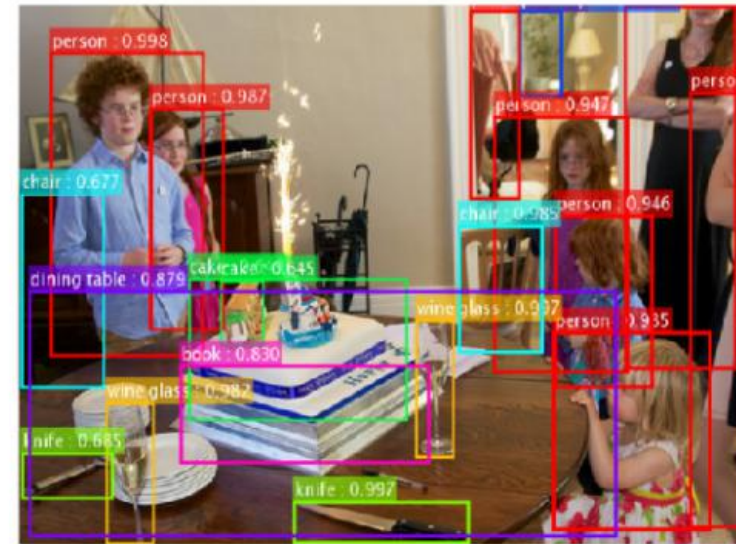 person : 0.998
person : 0.987
person : 0.947
perso
chair : 0.677
person : 0.946
chair : 0.985
cake
cake : 0.645
dining table : 0.879
wine glass : 0.997
person : 0.985
book : 0.830
wine glass : 0.982
knife : 0.685
knife : 0.997